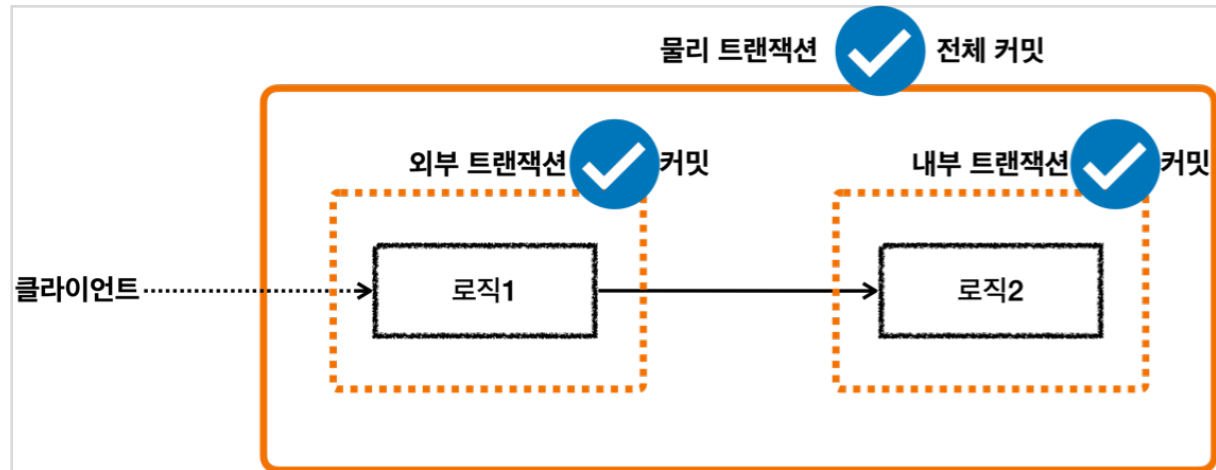 물리 트랜잭션 전체 커밋
외부 트랜잭션 커밋
내부 트랜잭션 커밋
클라이언트
로직1
로직2